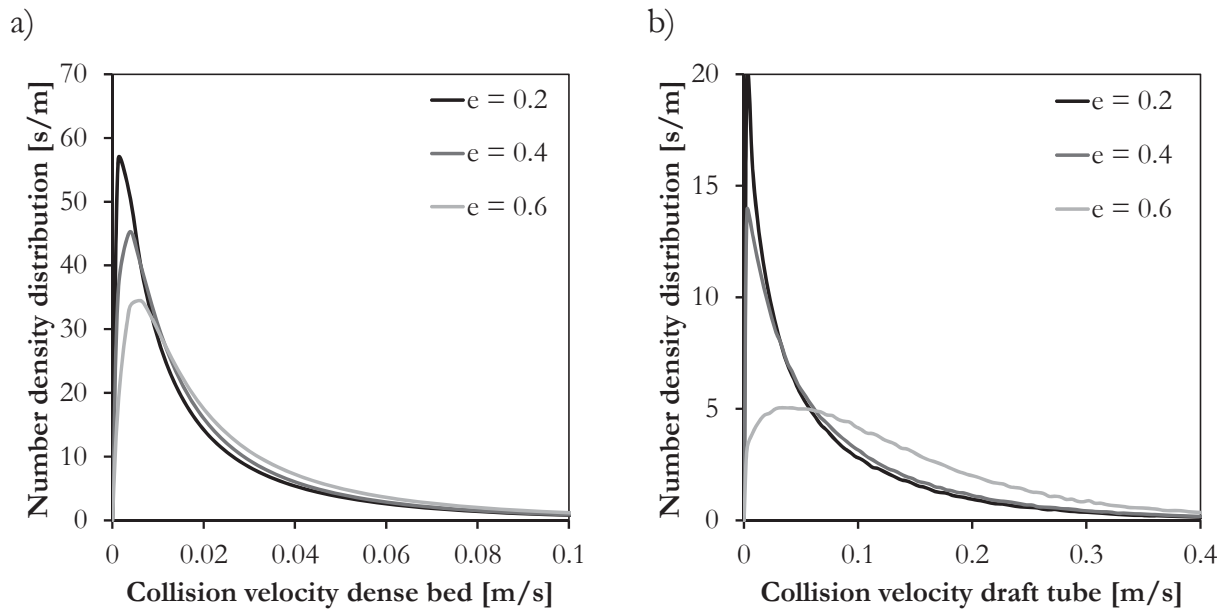 a)
Number density distribution [s/m]
70
60
50
40
30
20
10
0
e = 0.2
e = 0.4
e = 0.6
0 0.02 0.04 0.06 0.08 0.1
Collision velocity dense bed [m/s]
b)
Number density distribution [s/m]
20
15
10
5
0
e = 0.2
e = 0.4
e = 0.6
0 0.1 0.2 0.3 0.4
Collision velocity draft tube [m/s]